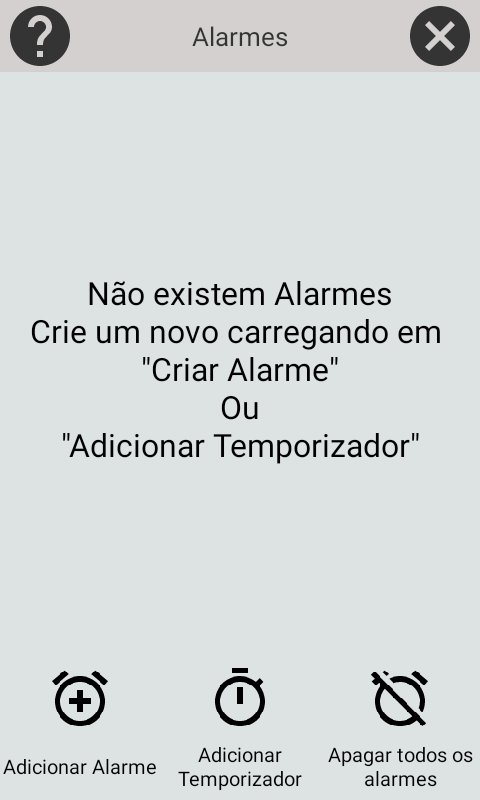 Alarmes
Não existem Alarmes
Crie um novo carregando em
"Criar Alarme"
Ou
"Adicionar Temporizador"
Adicionar Alarme
Adicionar
Temporizador
Apagar todos os
alarmes